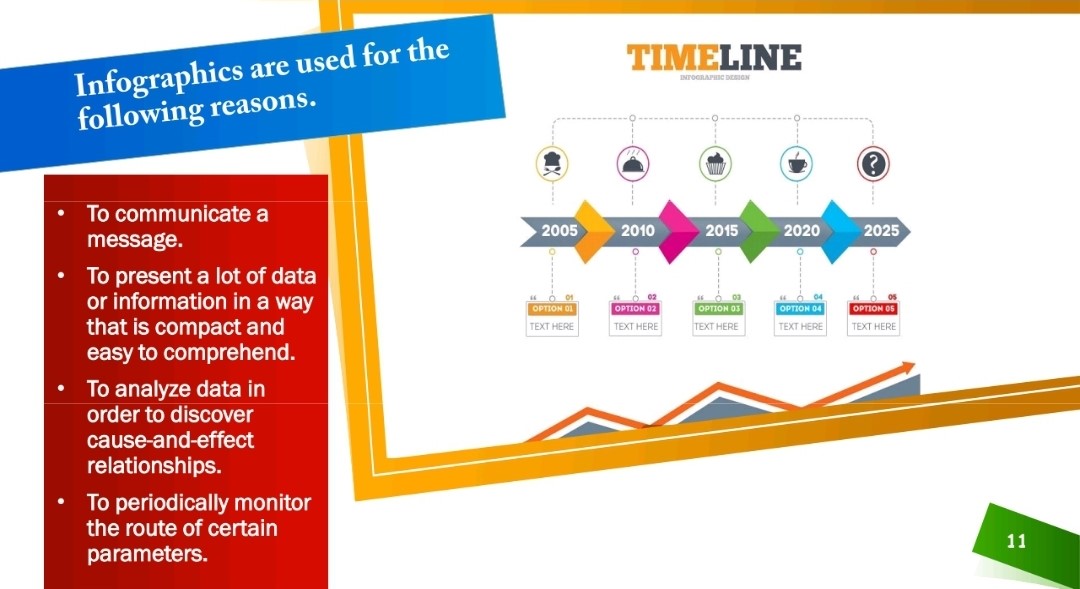 Infographics are used for the
following reasons.
• To communicate a
message.
• To present a lot of data
or information in a way
that is compact and
easy to comprehend.
• To analyze data in
order to discover
cause-and-effect
relationships.
• To periodically monitor
the route of certain
parameters.
TIMELINE
INFOGRAPHIC DESIGN
?
2005 2010 2015 2020 2025
“ 01 “ 02 “ 03 “ 04 “ 05
OPTION 01 OPTION 02 OPTION 03 OPTION 04 OPTION 05
TEXT HERE TEXT HERE TEXT HERE TEXT HERE TEXT HERE
11